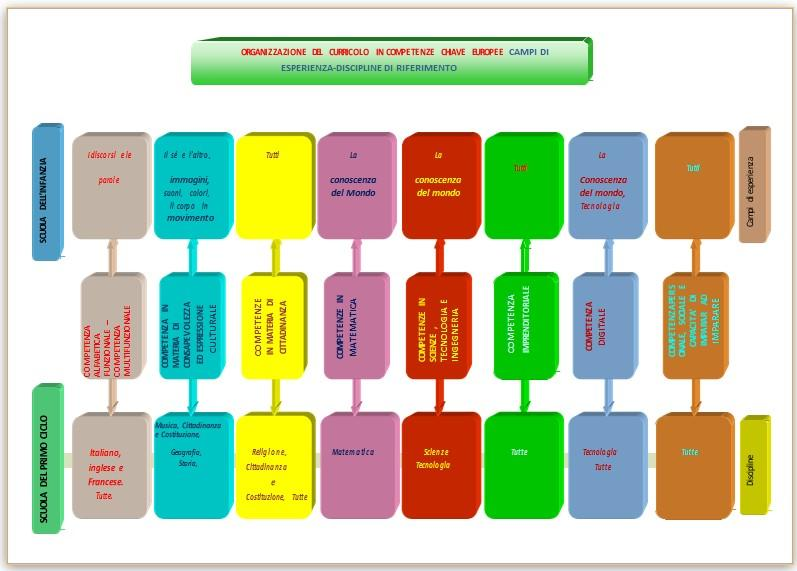 ORGANIZZAZIONE DEL CURRICOLO IN COMPETENZE CHIAVE EUROPEE CAMPI DI
ESPERIENZA-DISCIPLINE DI RIFERIMENTO
SCUOLA DELL'INFANZIA
I discorsi e le
parole
Il sé e l'altro,
immagini,
suoni, colori,
Il corpo in
movimento
Tutti
La
conoscenza
del Mondo
La
conoscenza
del mondo
Tutti
La
Conoscenza
del mondo,
Tecnologia
Tutti
Campi di esperienza
COMPETENZA
ALFABETICA
FUNZIONALE –
COMPETENZA
MULTIFUNZIONALE
COMPETENZA IN
MATERIA DI
CONSAPEVOLEZZA
ED ESPRESSIONE
CULTURALE
COMPETENZE
IN MATERIA DI
CITTADINANZA
COMPETENZE IN
MATEMATICA
COMPETENZE IN
SCIENZE,
TECNOLOGIA E
INGEGNERIA
COMPETENZA
IMPRENDITORIALE
COMPETENZA
DIGITALE
COMPETENZA PERS
ONALE, SOCIALE E
CAPACITA' DI
IMPARAR AD
IMPARARE
SCUOLA DEL PRIMO CICLO
Italiano,
inglese e
Francese.
Tutte.
Musica, Cittadinanza
e Costituzione,
Geografia,
Storia,
Religione,
Cittadinanza
e
Costituzione, Tutte
Matematica
Scienze
Tecnologia
Tutte
Tecnologia
Tutte
Tutte
Discipline